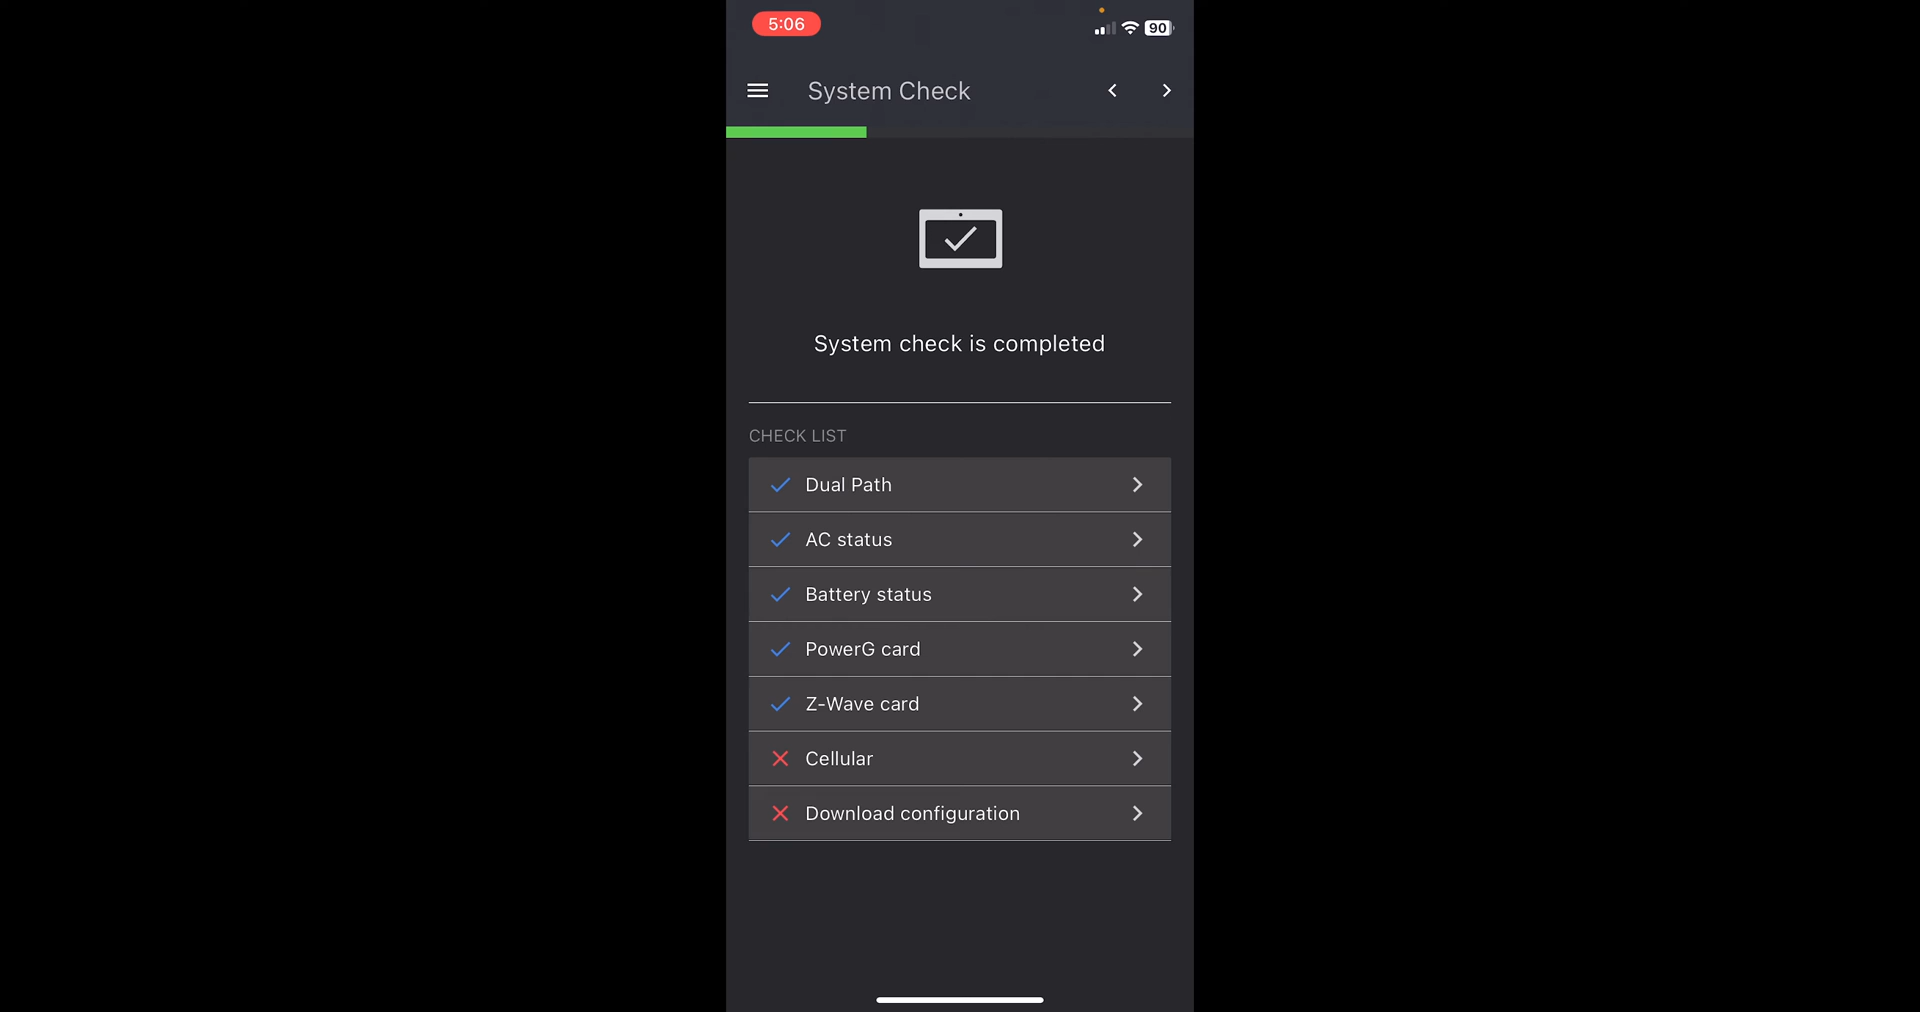 5:06
90
System Check
System check is completed
CHECK LIST
Dual Path
AC status
Battery status
PowerG card
Z-Wave card
Cellular
Download configuration